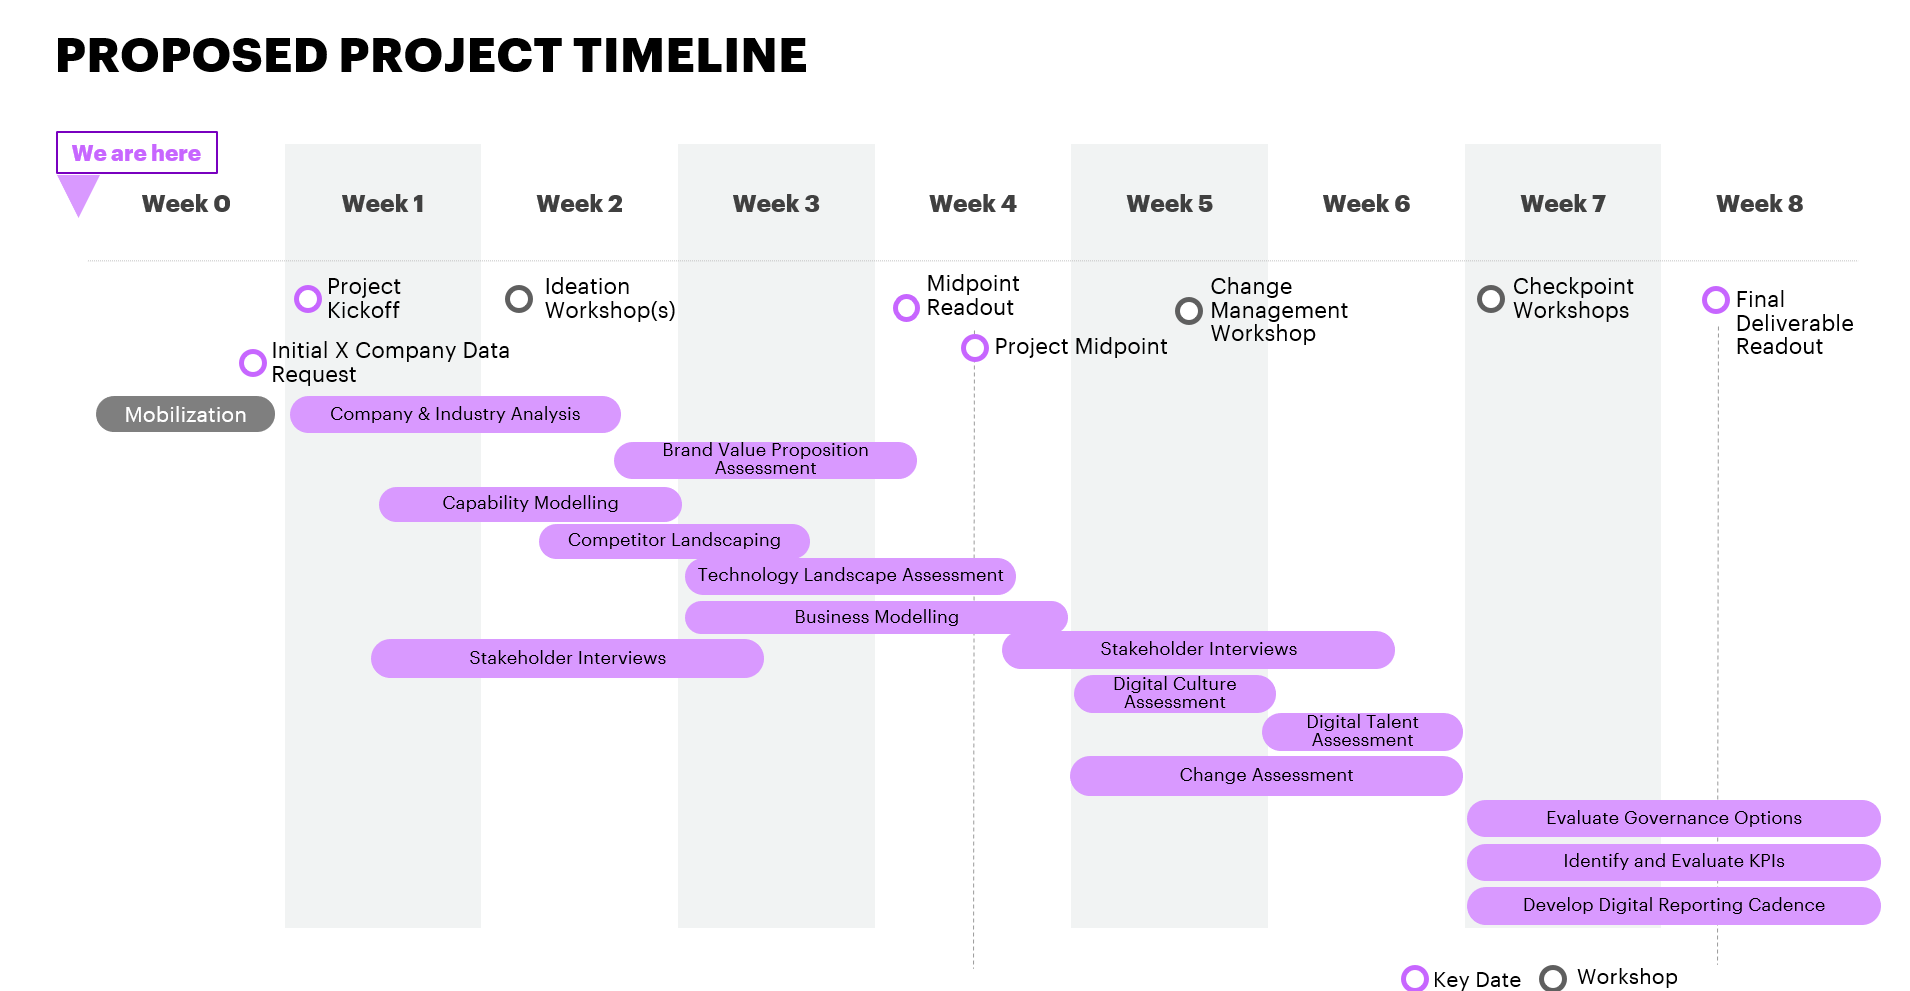 PROPOSED PROJECT TIMELINE
We are here
Week 0
Week 1
Week 2
Week 3
Week 4
Week 5
Week 6
Week 7
Week 8
Project
Kickoff
Ideation
Workshop(s)
Midpoint
Readout
Change
Management
Workshop
Checkpoint
Workshops
Final
Deliverable
Readout
Initial X Company Data
Request
Project Midpoint
Mobilization
Company & Industry Analysis
Brand Value Proposition
Assessment
Capability Modelling
Competitor Landscaping
Technology Landscape Assessment
Business Modelling
Stakeholder Interviews
Stakeholder Interviews
Digital Culture
Assessment
Digital Talent
Assessment
Change Assessment
Evaluate Governance Options
Identify and Evaluate KPIs
Develop Digital Reporting Cadence
Key Date
Workshop